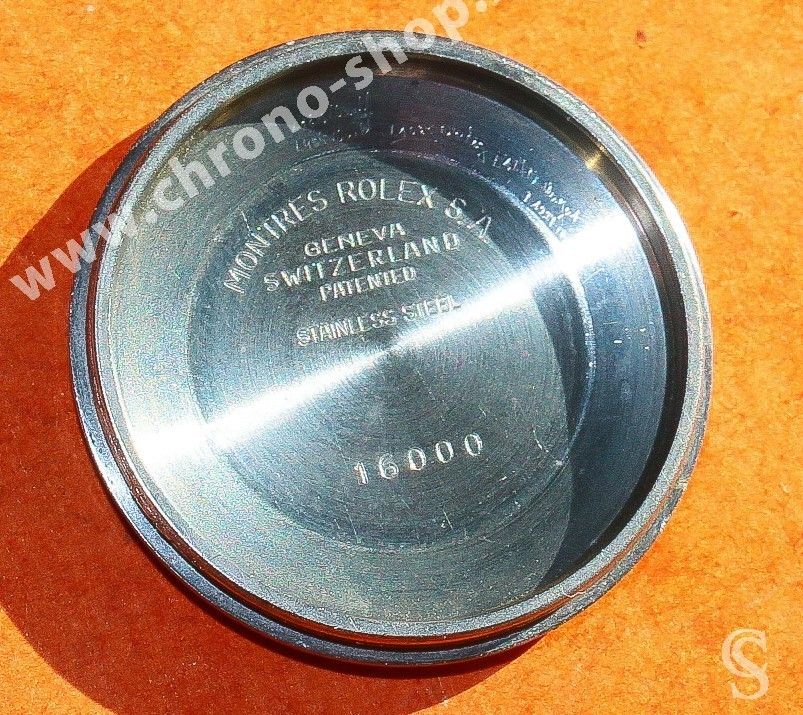 www.chrono-shop.
MONTRES ROLEX S.A
GENEVA
SWITZERLAND
PATENTED
STAINLESS STEEL
16000